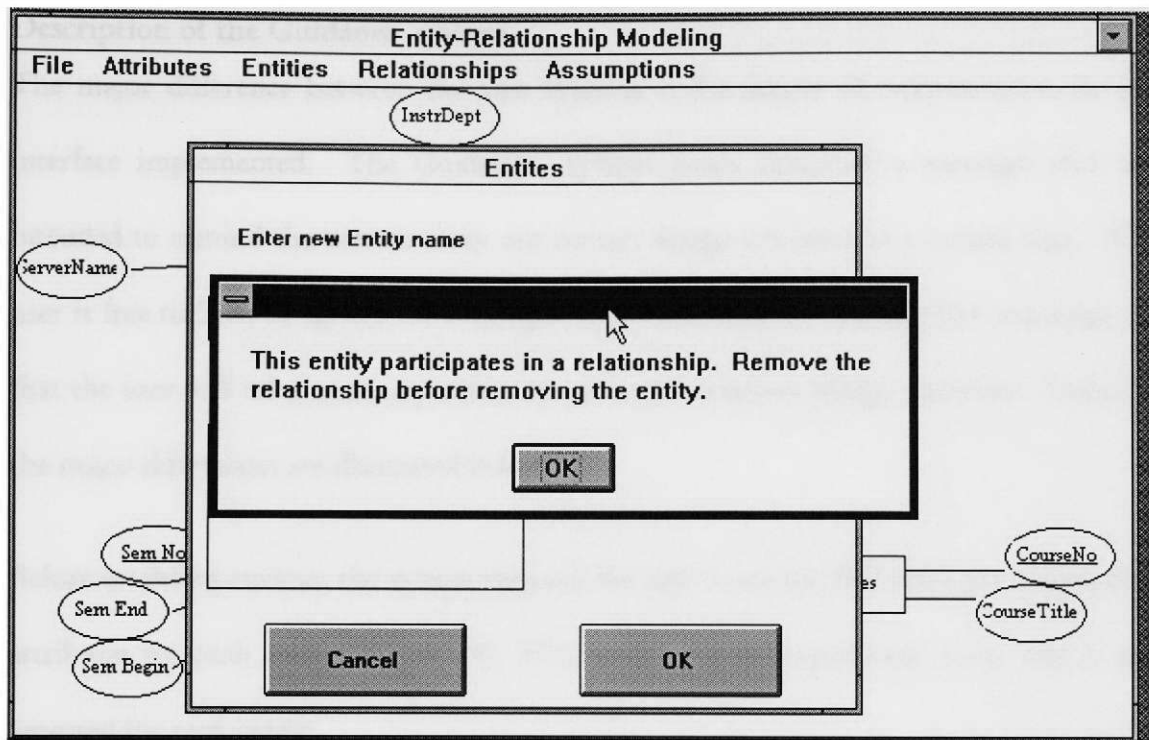 Entity Relationship Modeling
File Attributes Entities Relationships Assumptions
InstrDept
Entites
Enter new Entity name
ServerName
This entity participates in a relationship. Remove the
relationship before removing the entity.
OK
Sem No
CourseNo
es
Sem End
CourseTitle
Sem Begin
Cancel
OK